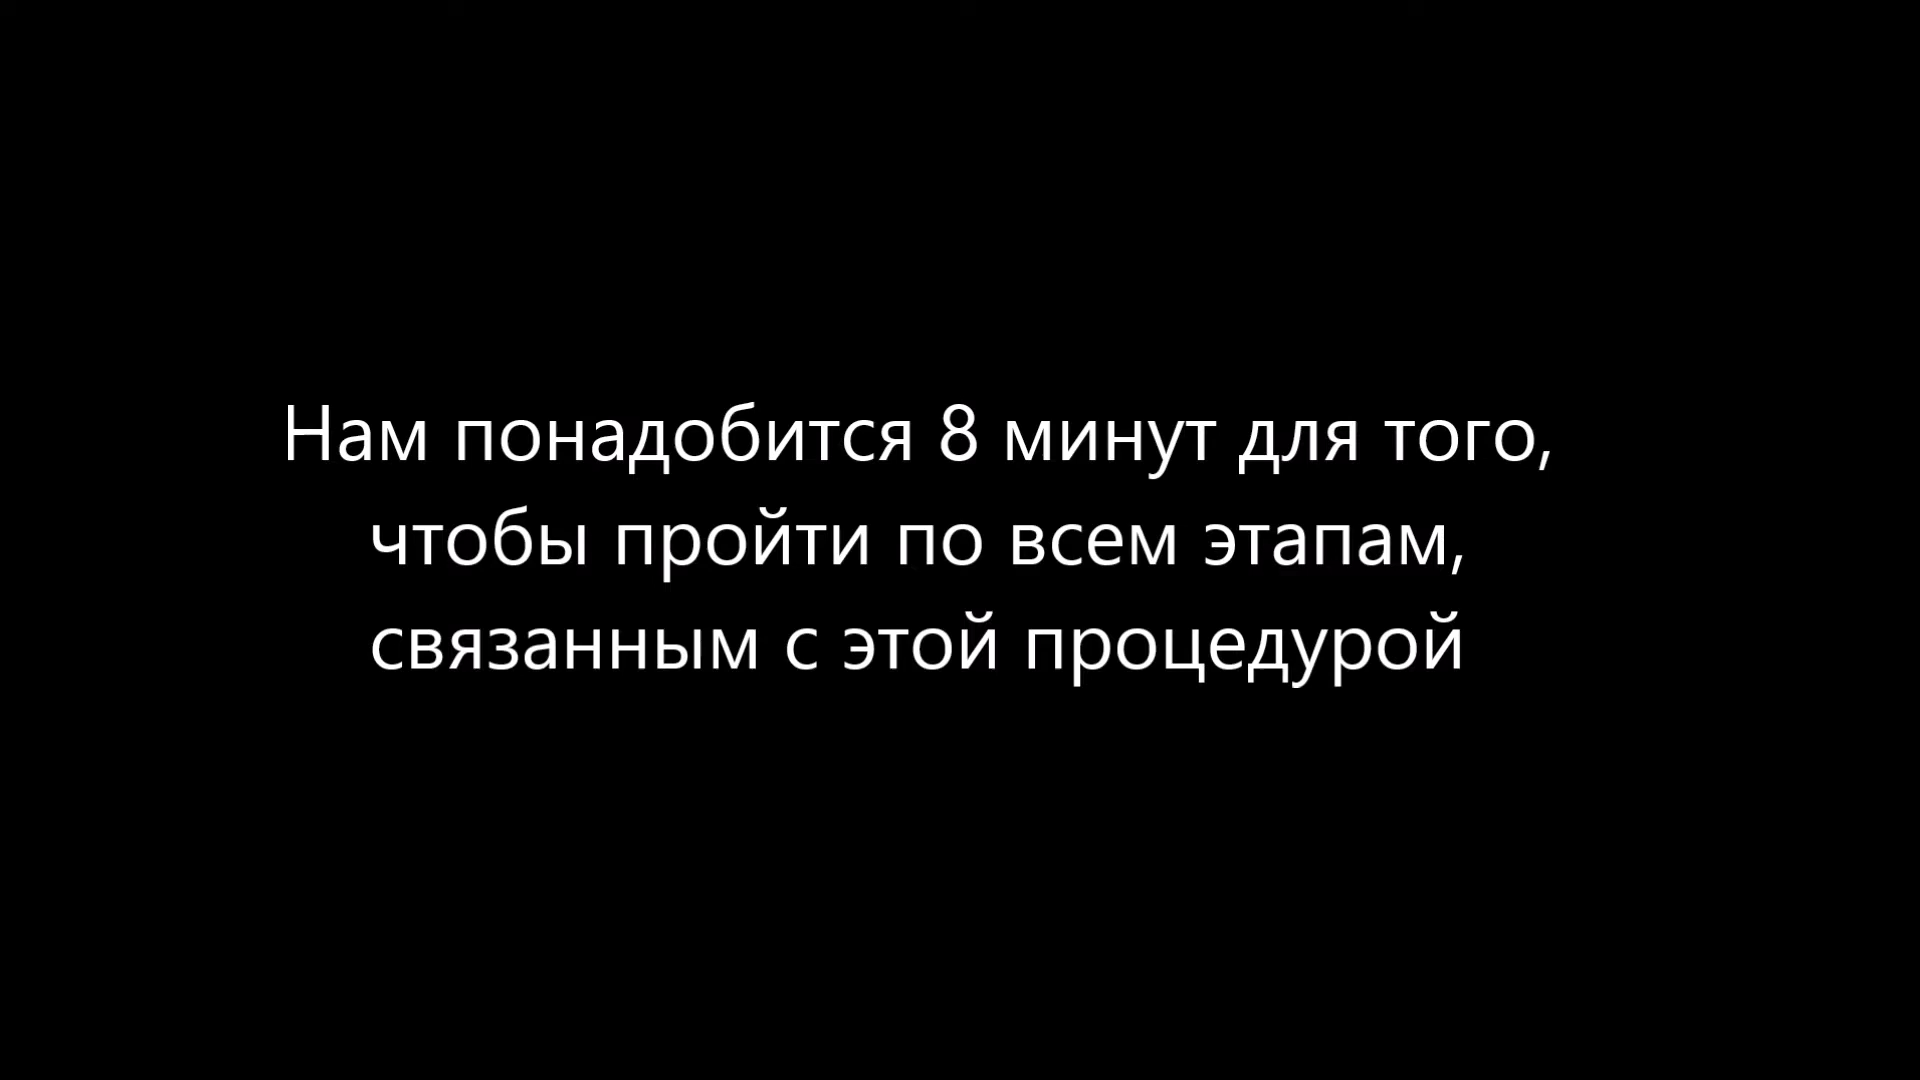 Нам понадобится 8 минут для того,
чтобы пройти по всем этапам,
связанным с этой процедурой